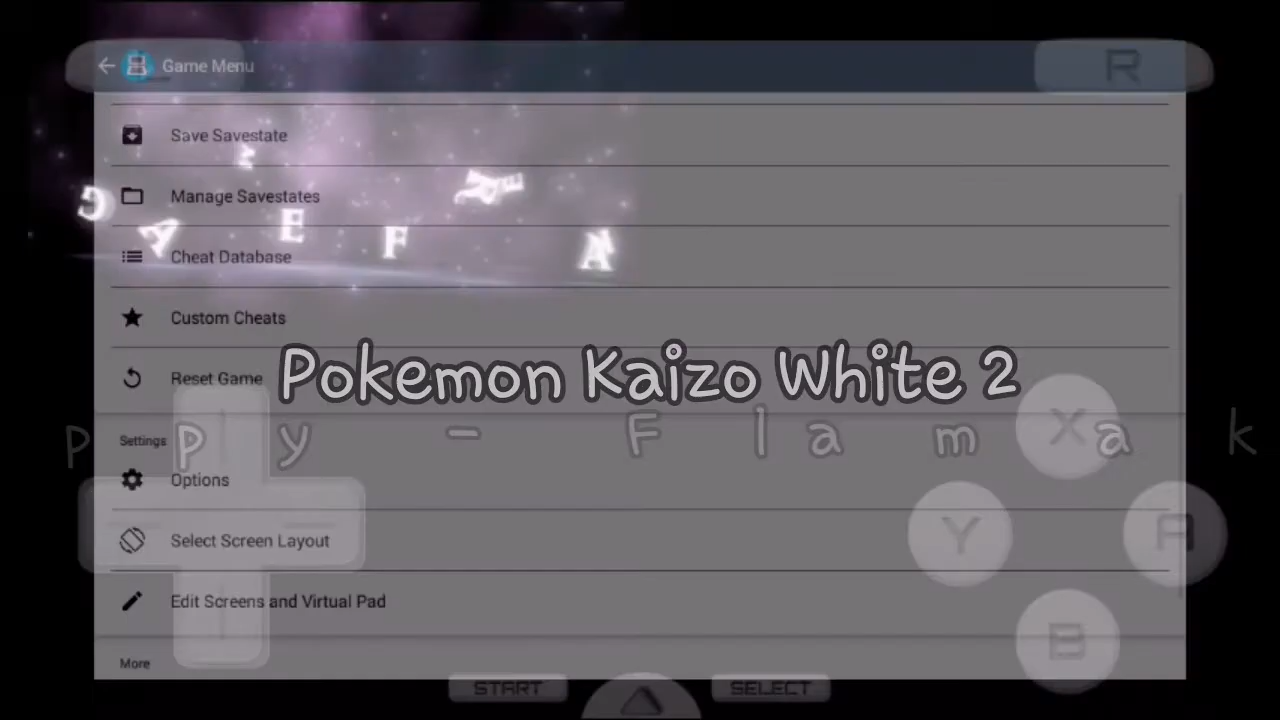 Game Menu
R
Save Savestate
Manage Savestates
G A E F R E A
Cheat Database
Custom Cheats
Reset Game
Pokemon Kaizo White 2
P p y - F l a m a k
X
Settings
Options
Y A
Select Screen Layout
Edit Screens and Virtual Pad
B
More
START SELECT